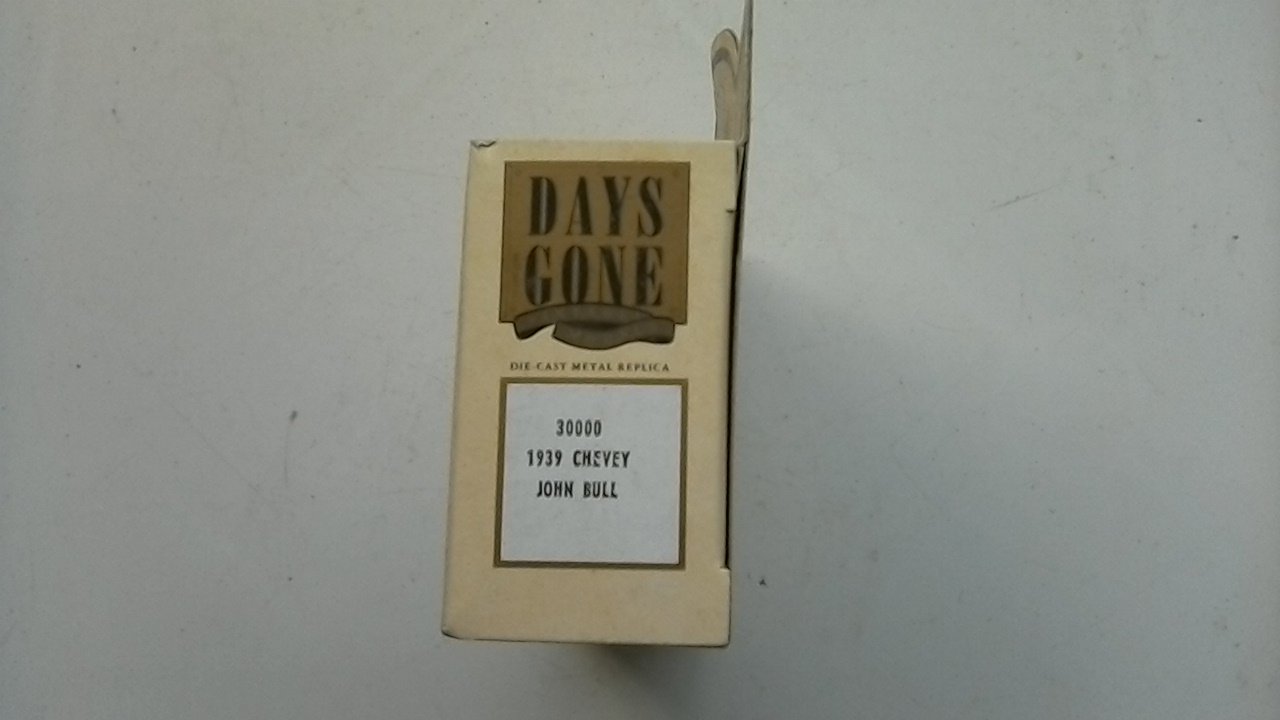 DAYS
GONE
DIE-CAST METAL REPLICA
30000
1939 CHEVEY
JOHN BULL